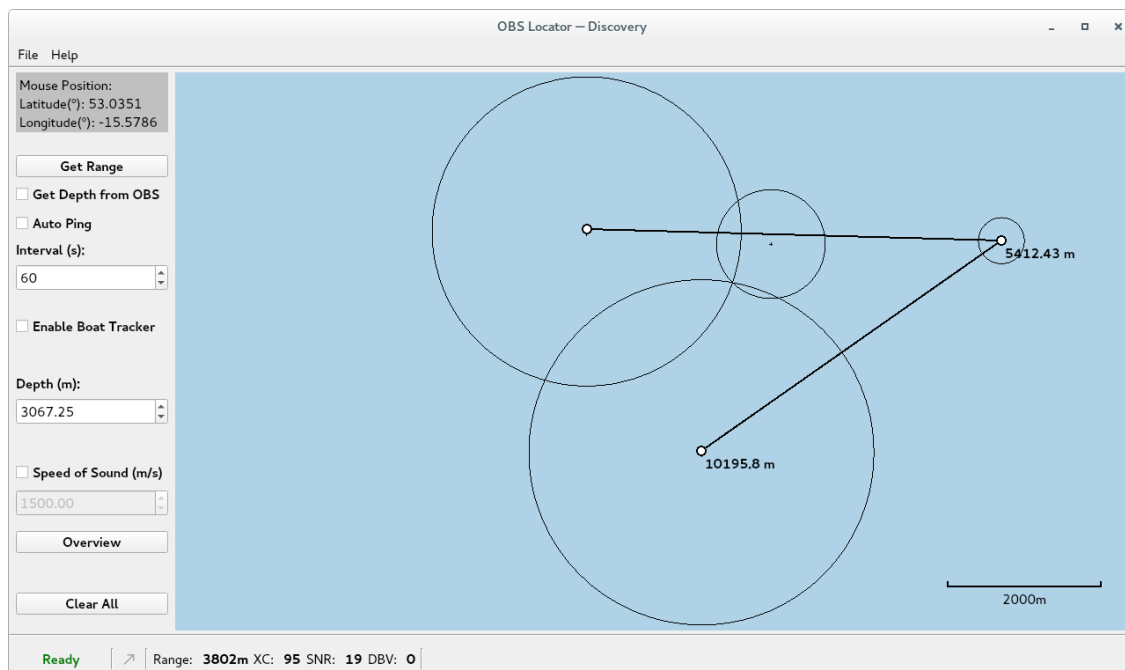 OBS Locator — Discovery
File Help
Mouse Position:
Latitude(°): 53.0351
Longitude(°): -15.5786
Get Range
Get Depth from OBS
Auto Ping
Interval (s):
60
Enable Boat Tracker
Depth (m):
3067.25
Speed of Sound (m/s)
1500.00
Overview
Clear All
5412.43 m
10195.8 m
2000m
Ready Range: 3802m XC: 95 SNR: 19 DBV: 0